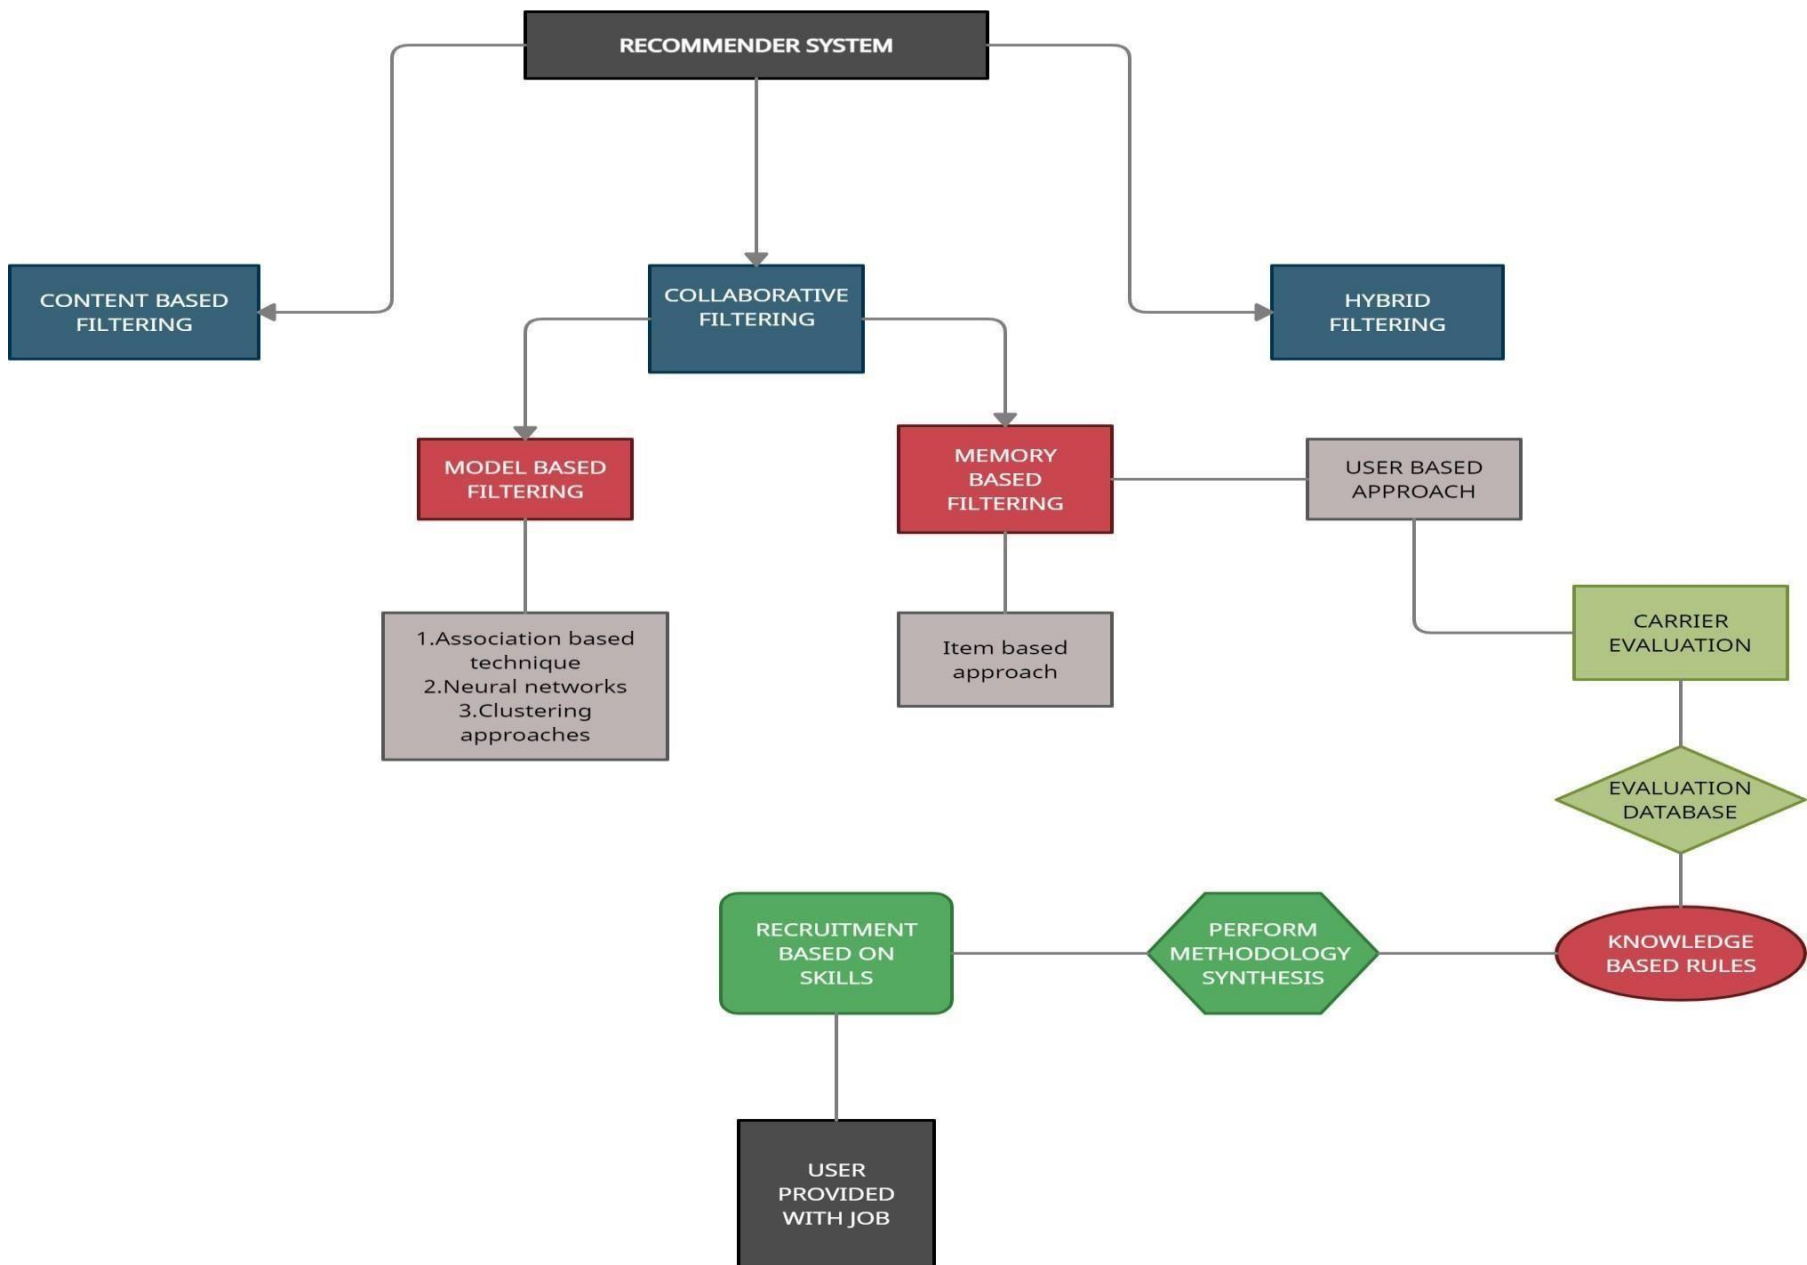 RECOMMENDER SYSTEM
CONTENT BASED
FILTERING
COLLABORATIVE
FILTERING
HYBRID
FILTERING
MODEL BASED
FILTERING
MEMORY
BASED
FILTERING
USER BASED
APPROACH
1.Association based
technique
2.Neural networks
3.Clustering
approaches
Item based
approach
CARRIER
EVALUATION
EVALUATION
DATABASE
RECRUITMENT
BASED ON
SKILLS
PERFORM
METHODOLOGY
SYNTHESIS
KNOWLEDGE
BASED RULES
USER
PROVIDED
WITH JOB